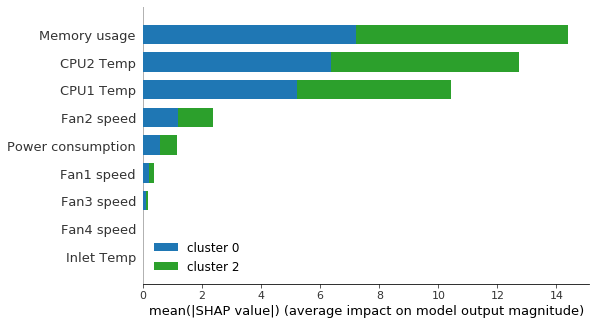 Memory usage
CPU2 Temp
CPU1 Temp
Fan2 speed
Power consumption
Fan1 speed
Fan3 speed
Fan4 speed
Inlet Temp
cluster 0
cluster 2
0 2 4 6 8 10 12 14
mean(|SHAP value|) (average impact on model output magnitude)